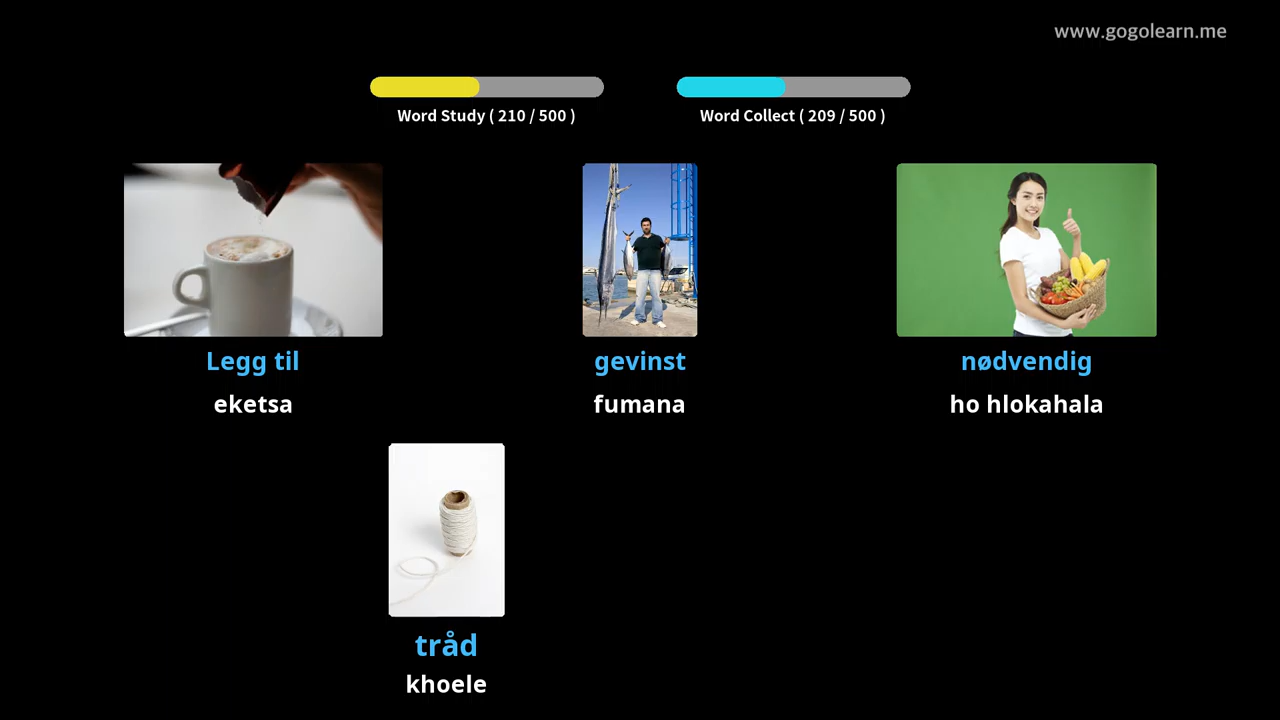 www.gogolearn.me
Word Study ( 210 / 500 )
Word Collect ( 209 / 500 )
Legg til
eketsa
gevinst
fumana
nødvendig
ho hlokahala
tråd
khoele